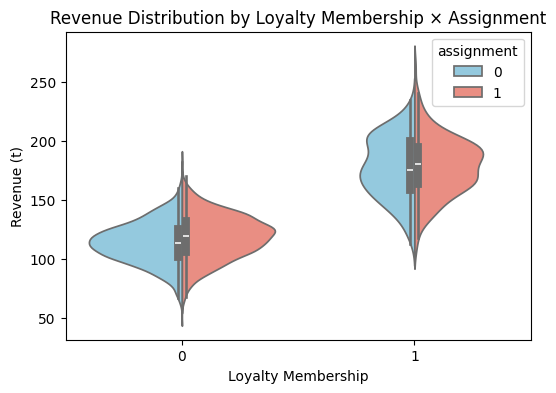 Revenue Distribution by Loyalty Membership × Assignment
assignment
0
1
Revenue (t)
250
200
150
100
50
0
1
Loyalty Membership